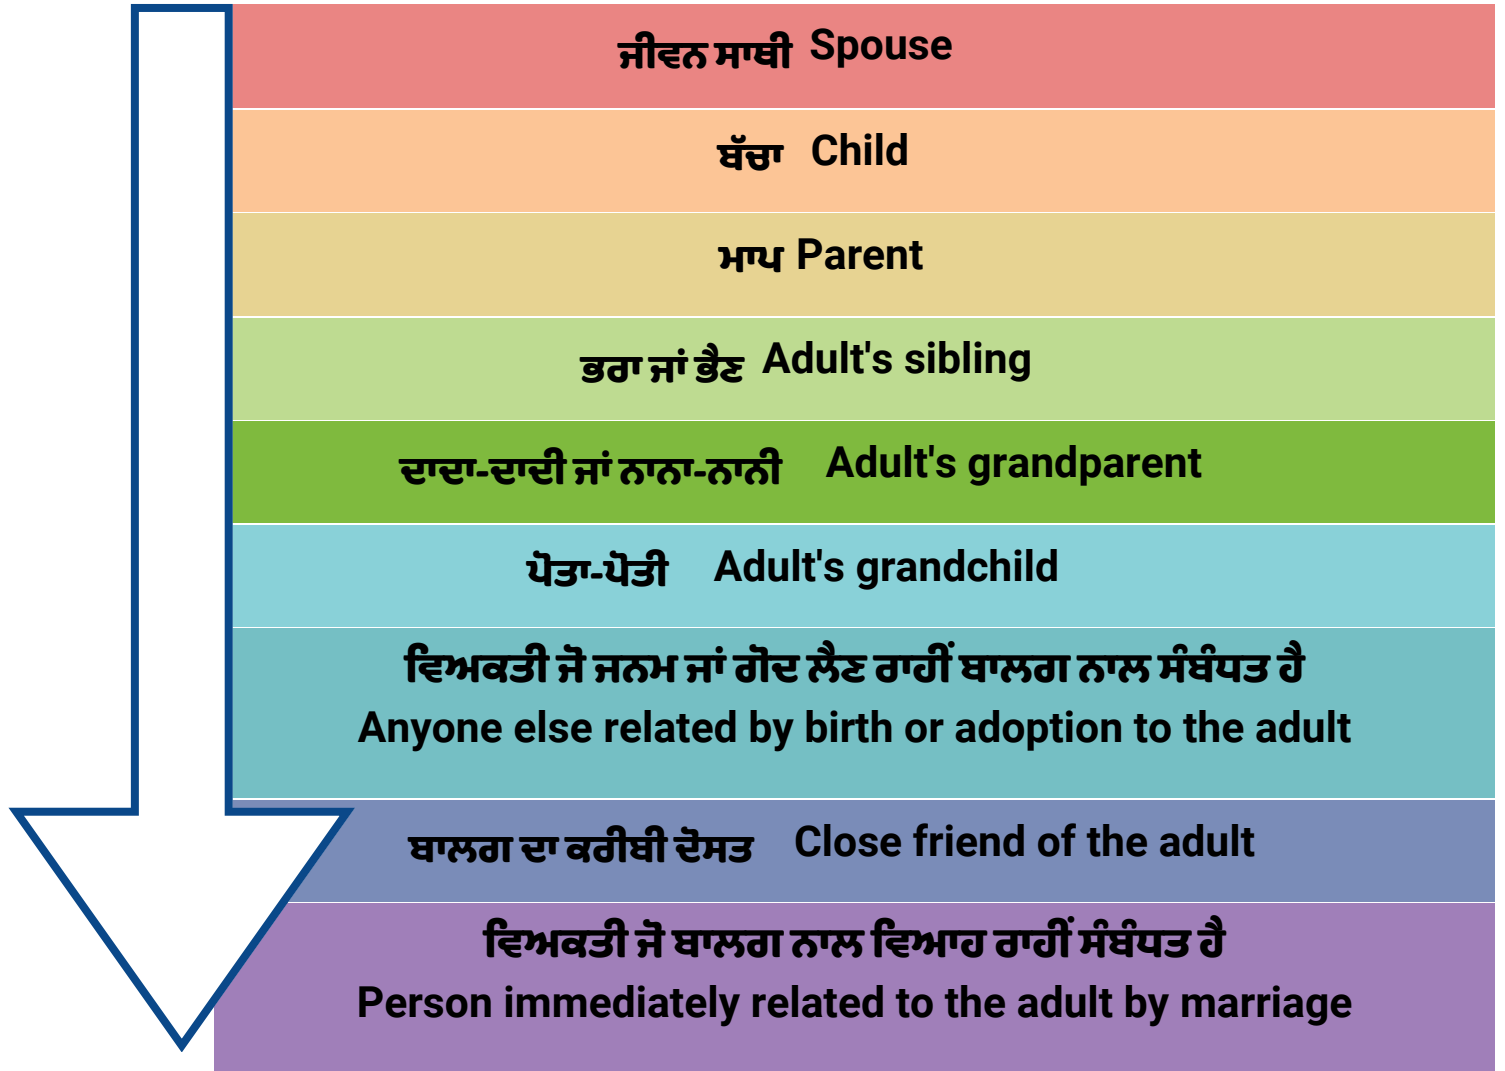 ਜੀਵਨ ਸਾਥੀ Spouse
ਬੱਚਾ Child
ਮਾਪ Parent
ਭਰਾ ਜਾਂ ਭੈਣ Adult's sibling
ਦਾਦਾ-ਦਾਦੀ ਜਾਂ ਨਾਨਾ-ਨਾਨੀ Adult's grandparent
ਪੋਤਾ-ਪੋਤੀ Adult's grandchild
ਵਿਅਕਤੀ ਜੋ ਜਨਮ ਜਾਂ ਗੋਦ ਲੈਣ ਰਾਹੀਂ ਬਾਲਗ ਨਾਲ ਸੰਬੰਧਤ ਹੈ
Anyone else related by birth or adoption to the adult
ਬਾਲਗ ਦਾ ਕਰੀਬੀ ਦੋਸਤ Close friend of the adult
ਵਿਅਕਤੀ ਜੋ ਬਾਲਗ ਨਾਲ ਵਿਆਹ ਰਾਹੀਂ ਸੰਬੰਧਤ ਹੈ
Person immediately related to the adult by marriage